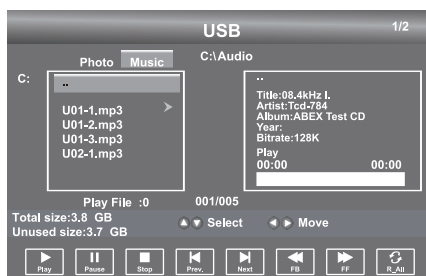 USB
1/2
Photo Music C:\Audio
C:
..
U01-1.mp3
U01-2.mp3
U01-3.mp3
U02-1.mp3
..
Title:08.4kHz I.
Artist:Tcd-784
Album:ABEX Test CD
Year:
Bitrate:128K
Play
00:00 00:00
Play File :0 001/005
Total size:3.8 GB
Unused size:3.7 GB
Select Move
Play Pause Stop Prev. Next FB FF R_All